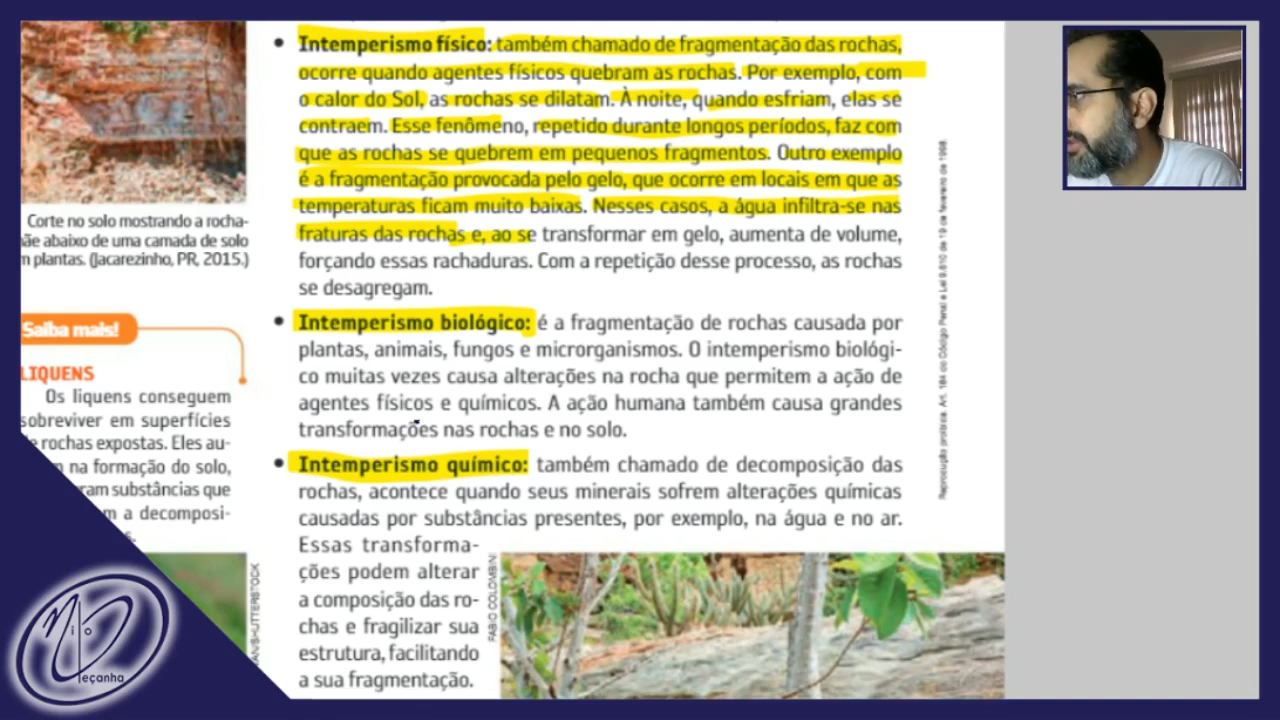 Intemperismo físico: também chamado de fragmentação das rochas,
ocorre quando agentes físicos quebram as rochas. Por exemplo, com
o calor do Sol, as rochas se dilatam. À noite, quando esfriam, elas se
contraem. Esse fenômeno, repetido durante longos períodos, faz com
que as rochas se quebrem em pequenos fragmentos. Outro exemplo
é a fragmentação provocada pelo gelo, que ocorre em locais em que as
temperaturas ficam muito baixas. Nesses casos, a água infiltra-se nas
fraturas das rochas e, ao se transformar em gelo, aumenta de volume,
forçando essas rachaduras. Com a repetição desse processo, as rochas
se desagregam.
Intemperismo biológico: é a fragmentação de rochas causada por
plantas, animais, fungos e microrganismos. O intemperismo biológi-
co muitas vezes causa alterações na rocha que permitem a ação de
agentes físicos e químicos. A ação humana também causa grandes
transformações nas rochas e no solo.
Intemperismo químico: também chamado de decomposição das
rochas, acontece quando seus minerais sofrem alterações químicas
causadas por substâncias presentes, por exemplo, na água e no ar.
Essas transforma-
ções podem alterar
a composição das ro-
chas e fragilizar sua
estrutura, facilitando
a sua fragmentação.
Corte no solo mostrando a rocha-
abaixo de uma camada de solo
plantas. (Jacarezinho, PR, 2015.)
Saiba mais!
LIQUENS
Os liquens conseguem
sobreviver em superfícies
rochas expostas. Eles au-
na formação do solo,
substâncias que
a decomposi-
FABIO COLOMBINI
/SHUTTERSTOCK
Reprodução proibida. Art. 184 do Código Penal e Lei 9.610 de 19 de fevereiro de 1998.
Nio
Peçanha